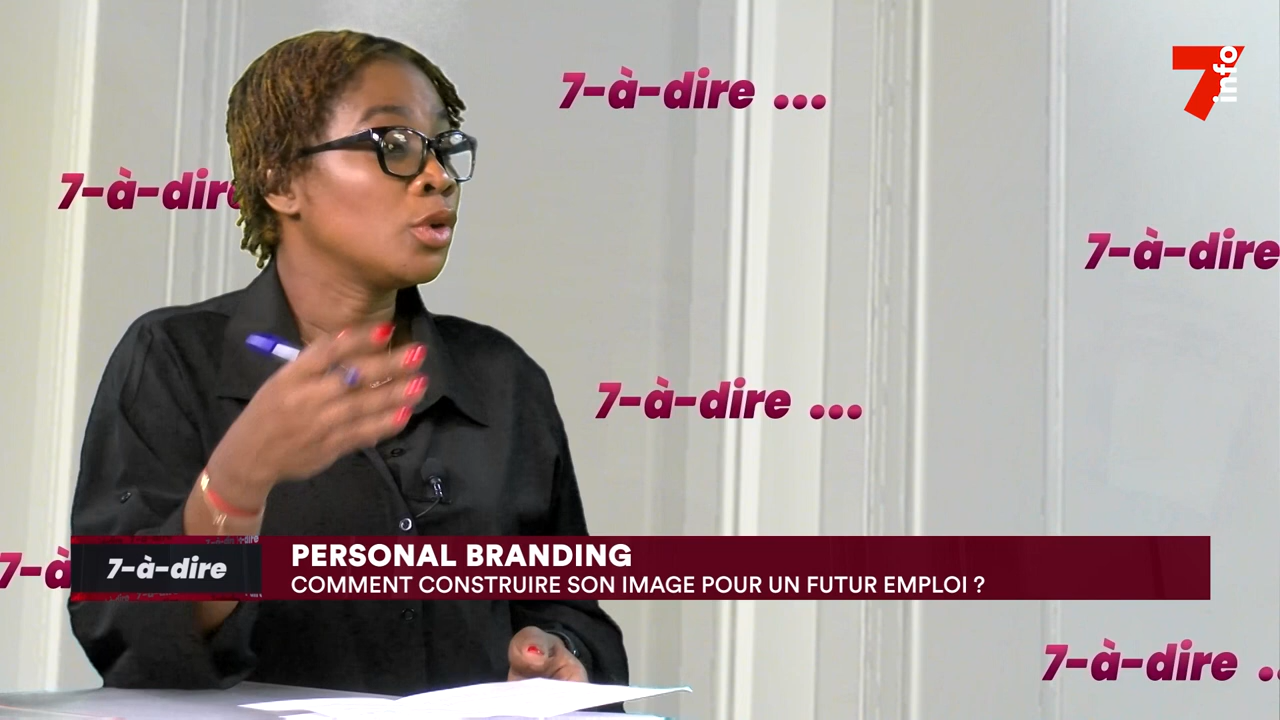 7-à-dire ...
7 info
7-à-dire
7-à-dire
7-à-dire ...
7-à
7-à-dire
PERSONAL BRANDING
COMMENT CONSTRUIRE SON IMAGE POUR UN FUTUR EMPLOI ?
7-à-dire ..